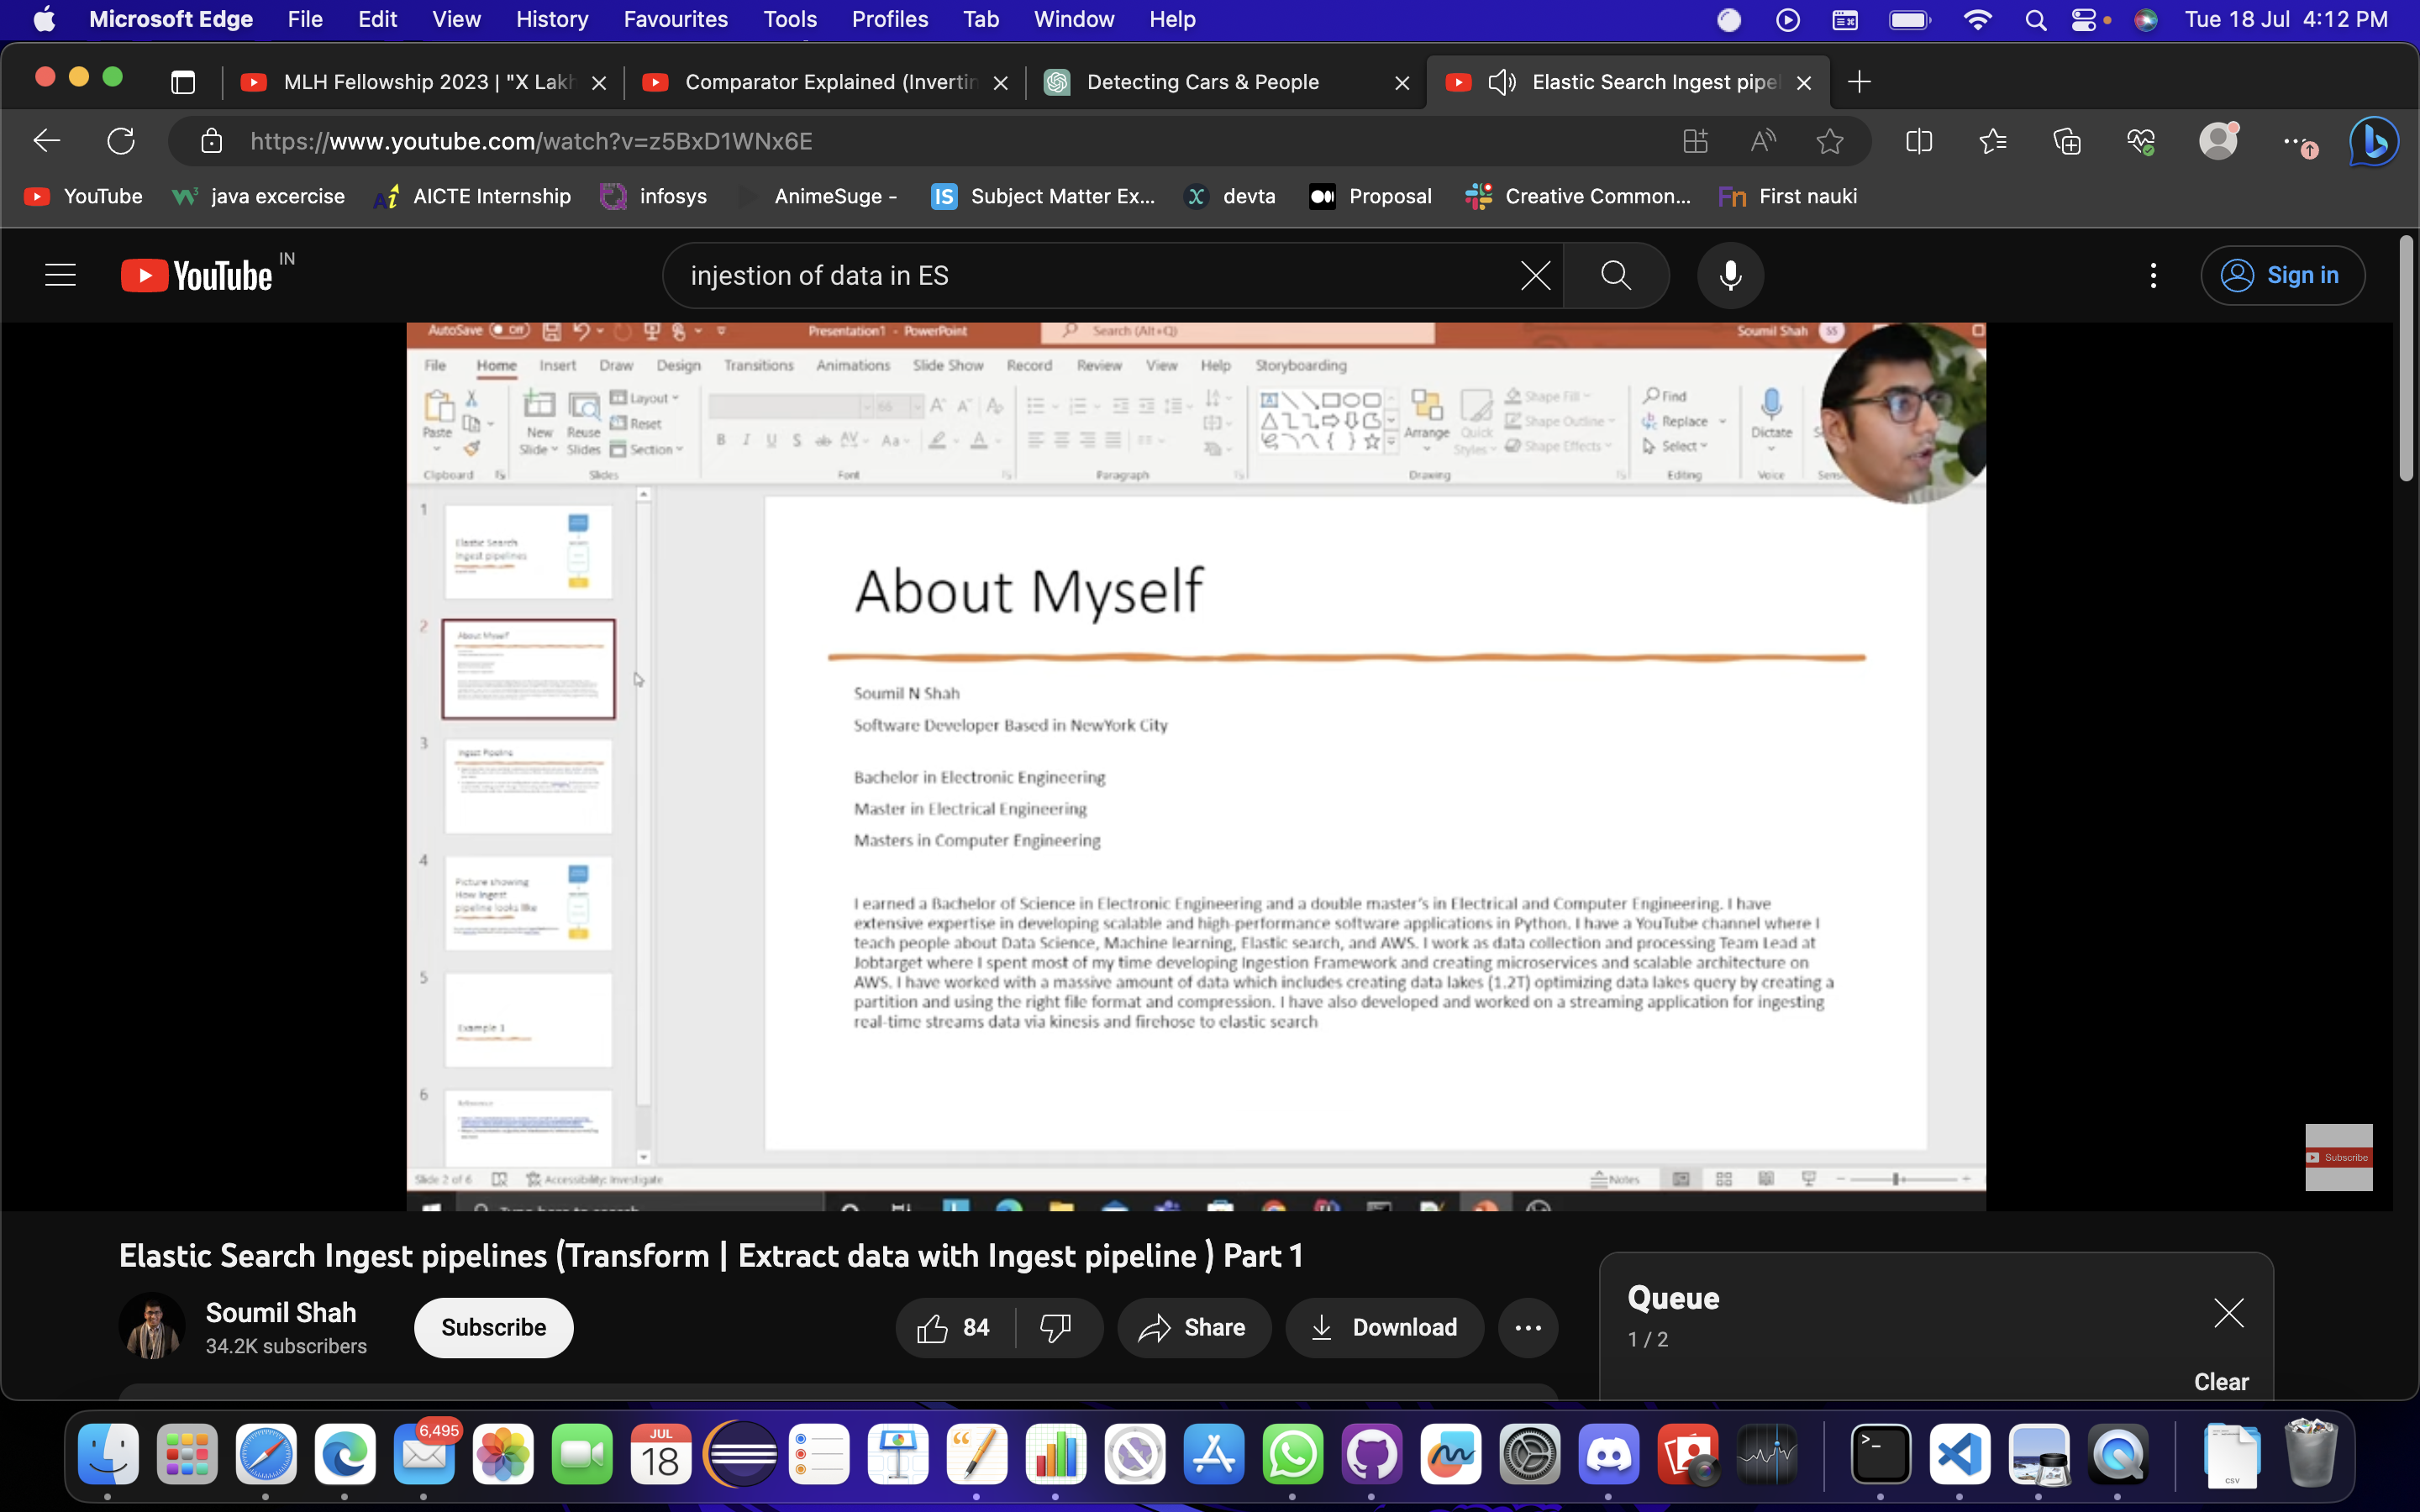 Microsoft Edge File Edit View History Favourites Tools Profiles Tab Window Help Tue 18 Jul 4:12 PM
MLH Fellowship 2023 | "X Lakh Comparator Explained (Invertin Detecting Cars & People Elastic Search Ingest pipel
https://www.youtube.com/watch?v=z5BxD1WNx6E
YouTube java excercise AICTE Internship infosys AnimeSuge - IS Subject Matter Ex... devta Proposal Creative Common... Fn First nauki
YouTube IN injestion of data in ES Sign in
AutoSave Off Presentation1 - PowerPoint Search (Alt+Q) Soumil Shah SS
File Home Insert Draw Design Transitions Animations Slide Show Record Review View Help Storyboarding
Paste New Slide Reuse Slides Layout Reset Section 66 Arrange Quick Styles Shape Fill Shape Outline Shape Effects Find Replace Select Dictate
Clipboard Slides Font Paragraph Drawing Editing Voice
1
Elastic Search
Ingest pipelines
2
About Myself
3
Ingest Pipeline
4
Picture showing
How Ingest
pipeline looks like
5
Example 1
6
Reference
About Myself
Soumil N Shah
Software Developer Based in NewYork City
Bachelor in Electronic Engineering
Master in Electrical Engineering
Masters in Computer Engineering
I earned a Bachelor of Science in Electronic Engineering and a double master's in Electrical and Computer Engineering. I have
extensive expertise in developing scalable and high-performance software applications in Python. I have a YouTube channel where I
teach people about Data Science, Machine learning, Elastic search, and AWS. I work as data collection and processing Team Lead at
Jobtarget where I spent most of my time developing Ingestion Framework and creating microservices and scalable architecture on
AWS. I have worked with a massive amount of data which includes creating data lakes (1.2T) optimizing data lakes query by creating a
partition and using the right file format and compression. I have also developed and worked on a streaming application for ingesting
real-time streams data via kinesis and firehose to elastic search
Slide 2 of 6 Accessibility: Investigate Notes
Subscribe
Elastic Search Ingest pipelines (Transform | Extract data with Ingest pipeline ) Part 1
Soumil Shah
34.2K subscribers
Subscribe
84 Share Download
Queue
1 / 2
Clear
6,495
JUL
18
CSV